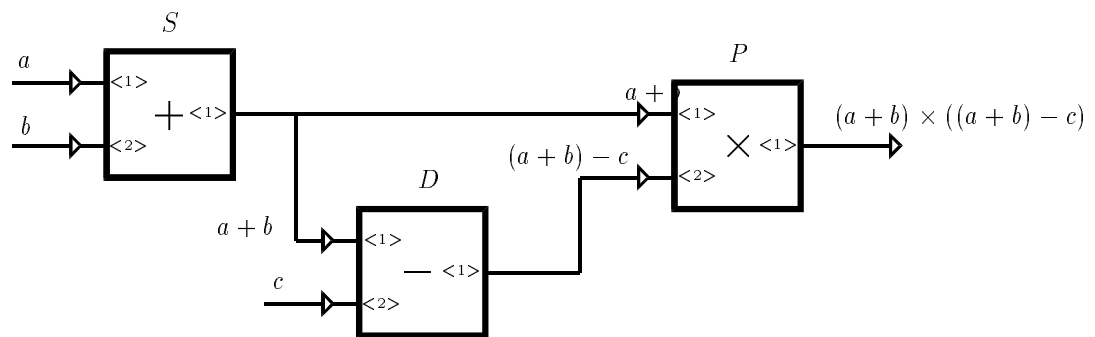 S
a
<1>
+
<1>
b
<2>
P
a +
<1>
×
<1>
(a + b) × ((a + b) − c)
(a + b) − c
<2>
D
a + b
<1>
−
<1>
c
<2>